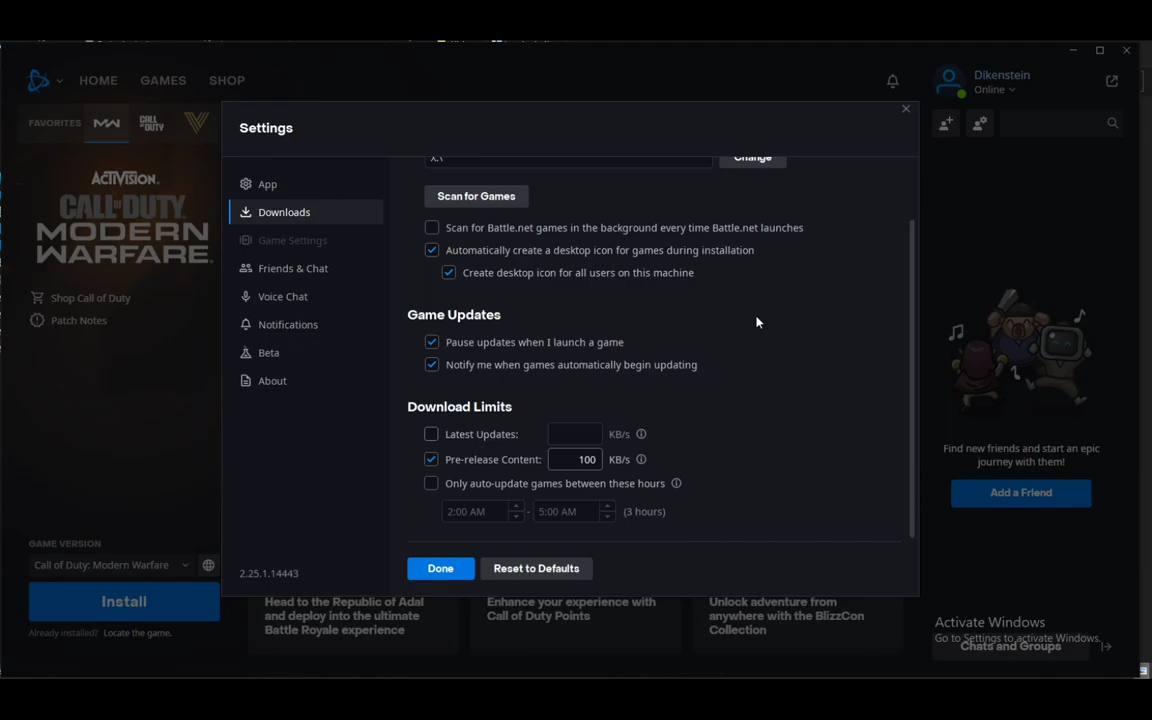 HOME GAMES SHOP
Dikenstein
Online
FAVORITES
CALL OF DUTY
Settings
ACTIVISION.
CALL OF DUTY
MODERN
WARFARE.
Shop Call of Duty
Patch Notes
App
Downloads
Game Settings
Friends & Chat
Voice Chat
Notifications
Beta
About
2.25.1.14443
X:\ Change
Scan for Games
Scan for Battle.net games in the background every time Battle.net launches
Automatically create a desktop icon for games during installation
Create desktop icon for all users on this machine
Game Updates
Pause updates when I launch a game
Notify me when games automatically begin updating
Download Limits
Latest Updates: KB/s
Pre-release Content: 100 KB/s
Only auto-update games between these hours
2:00 AM - 5:00 AM (3 hours)
Done Reset to Defaults
Find new friends and start an epic
journey with them!
Add a Friend
GAME VERSION
Call of Duty: Modern Warfare
Install
Already installed? Locate the game.
Head to the Republic of Adal
and deploy into the ultimate
Battle Royale experience
Enhance your experience with
Call of Duty Points
Unlock adventure from
anywhere with the BlizzCon
Collection
Activate Windows
Go to Settings to activate Windows.
Chats and Groups